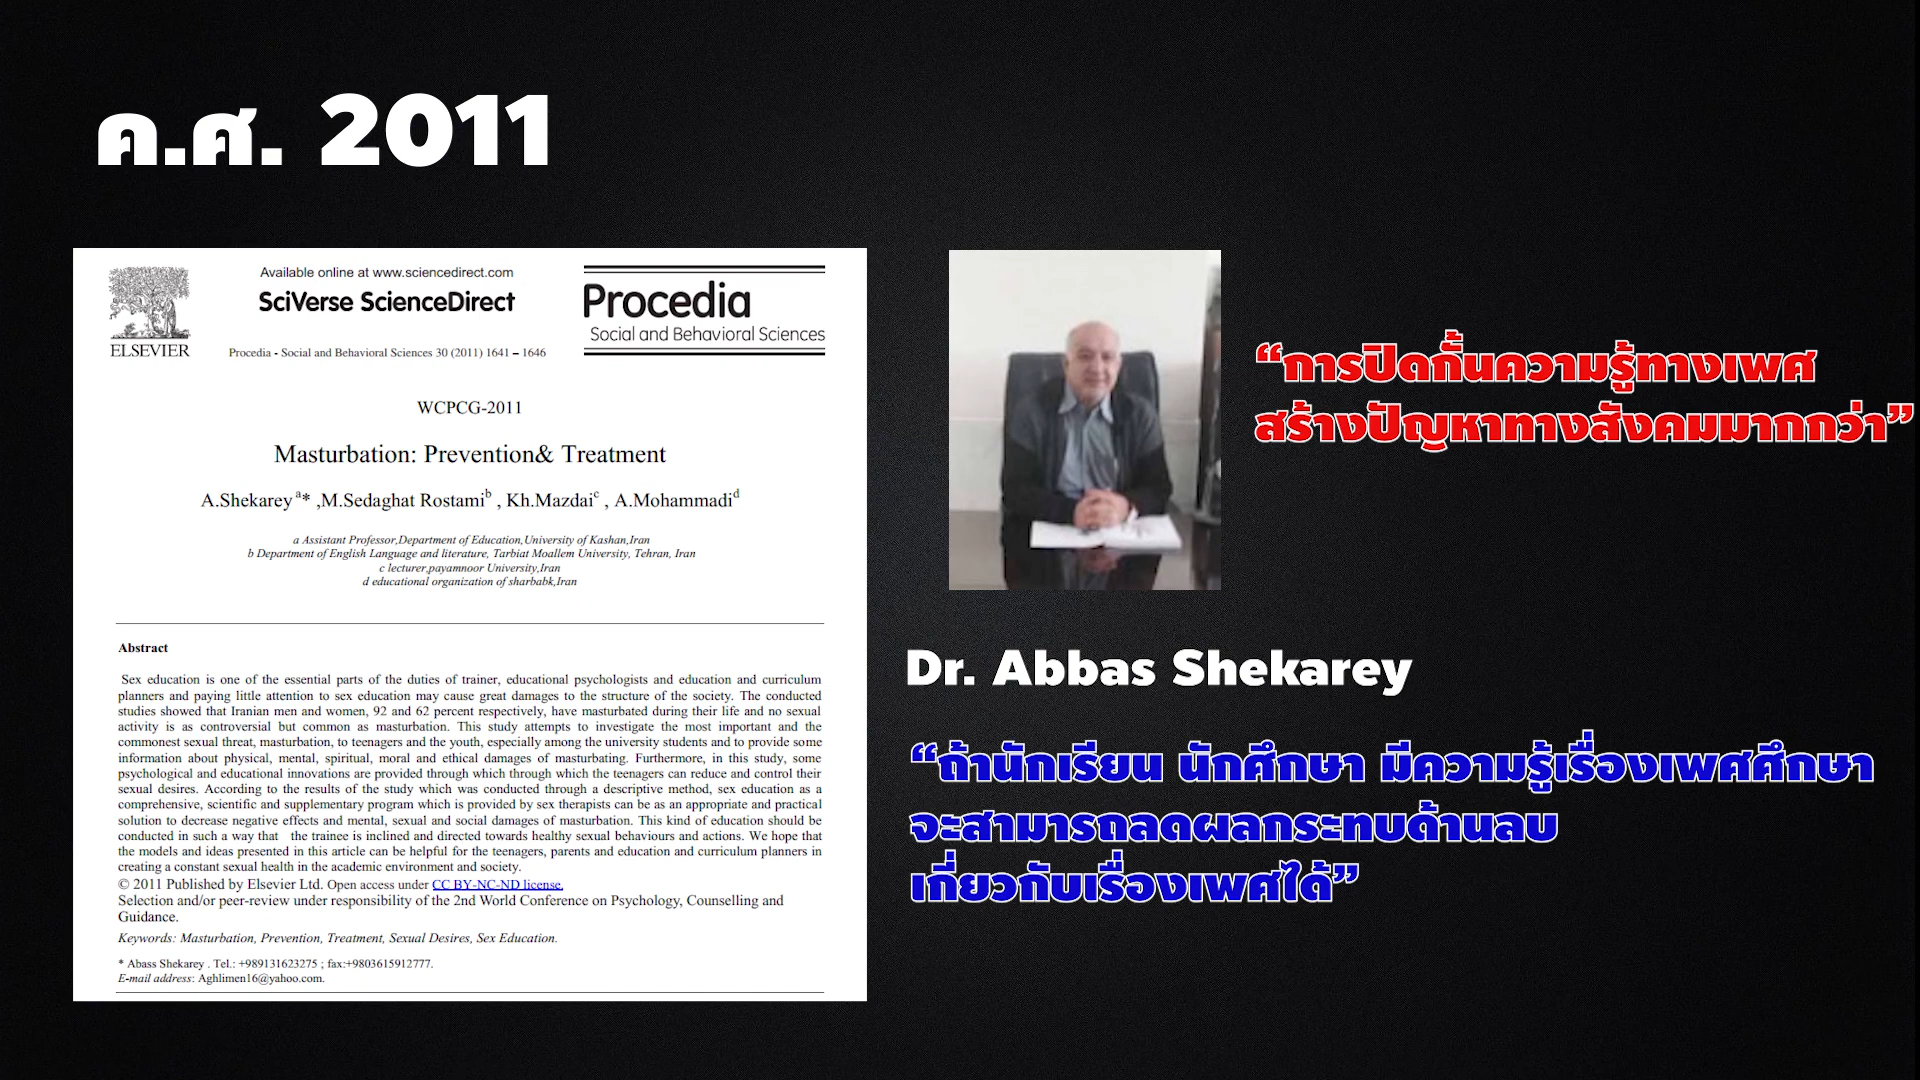 ค.ศ. 2011
ELSEVIER
Available online at www.sciencedirect.com
SciVerse ScienceDirect
Procedia - Social and Behavioral Sciences 30 (2011) 1641 – 1646
Procedia
Social and Behavioral Sciences
WCPCG-2011
Masturbation: Prevention& Treatment
A.Shekarey a* ,M.Sedaghat Rostami b , Kh.Mazdai c , A.Mohammadi d
a Assistant Professor,Department of Education,University of Kashan,Iran
b Department of English Language and literature, Tarbiat Moallem University, Tehran, Iran
c lecturer,payamnoor University,Iran
d educational organization of sharbabk,Iran
Abstract
Sex education is one of the essential parts of the duties of trainer, educational psychologists and education and curriculum
planners and paying little attention to sex education may cause great damages to the structure of the society. The conducted
studies showed that Iranian men and women, 92 and 62 percent respectively, have masturbated during their life and no sexual
activity is as controversial but common as masturbation. This study attempts to investigate the most important and the
commonest sexual threat, masturbation, to teenagers and the youth, especially among the university students and to provide some
information about physical, mental, spiritual, moral and ethical damages of masturbating. Furthermore, in this study, some
psychological and educational innovations are provided through which through which the teenagers can reduce and control their
sexual desires. According to the results of the study which was conducted through a descriptive method, sex education as a
comprehensive, scientific and supplementary program which is provided by sex therapists can be as an appropriate and practical
solution to decrease negative effects and mental, sexual and social damages of masturbation. This kind of education should be
conducted in such a way that the trainee is inclined and directed towards healthy sexual behaviours and actions. We hope that
the models and ideas presented in this article can be helpful for the teenagers, parents and education and curriculum planners in
creating a constant sexual health in the academic environment and society.
© 2011 Published by Elsevier Ltd. Open access under CC BY-NC-ND license.
Selection and/or peer-review under responsibility of the 2nd World Conference on Psychology, Counselling and
Guidance.
Keywords: Masturbation, Prevention, Treatment, Sexual Desires, Sex Education.
* Abass Shekarey . Tel.: +989131623275 ; fax:+9803615912777.
E-mail address: Aghlimen16@yahoo.com.
“การปิดกั้นความรู้ทางเพศ
สร้างปัญหาทางสังคมมากกว่า”
Dr. Abbas Shekarey
“ถ้านักเรียน นักศึกษา มีความรู้เรื่องเพศศึกษา
จะสามารถลดผลกระทบด้านลบ
เกี่ยวกับเรื่องเพศได้”